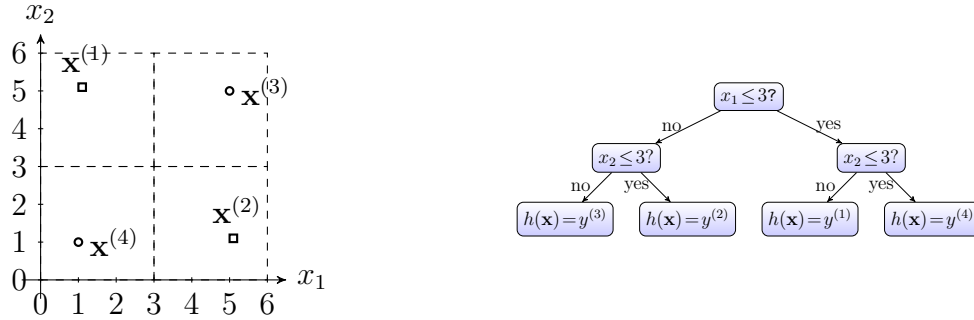 x₂
6
x⁽¹⁾
5
x⁽³⁾
4
3
2
x⁽²⁾
1
x⁽⁴⁾
0
x₁
0 1 2 3 4 5 6
x₁ ≤ 3?
no
yes
x₂ ≤ 3?
x₂ ≤ 3?
no
yes
no
yes
h(x) = y⁽³⁾
h(x) = y⁽²⁾
h(x) = y⁽¹⁾
h(x) = y⁽⁴⁾